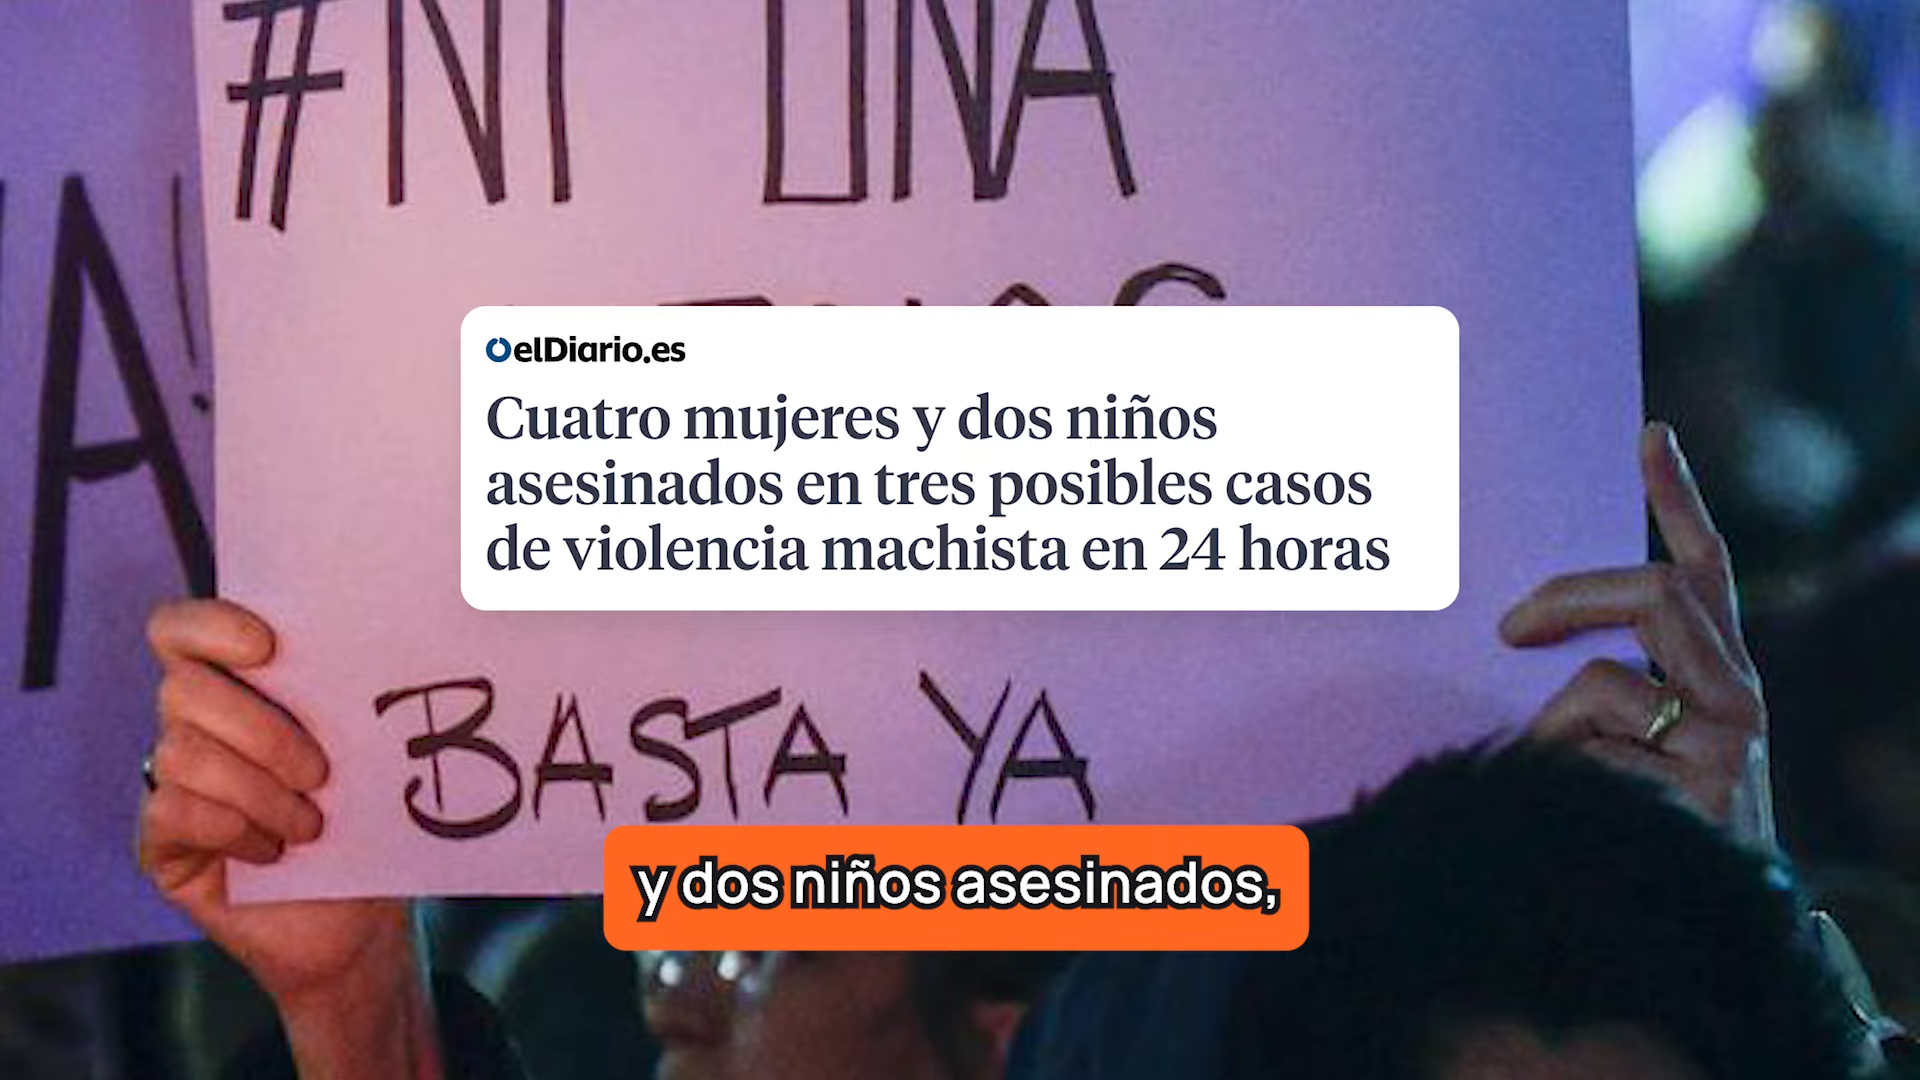 #NI UNA
A!
elDiario.es
Cuatro mujeres y dos niños
asesinados en tres posibles casos
de violencia machista en 24 horas
BASTA YA
y dos niños asesinados,